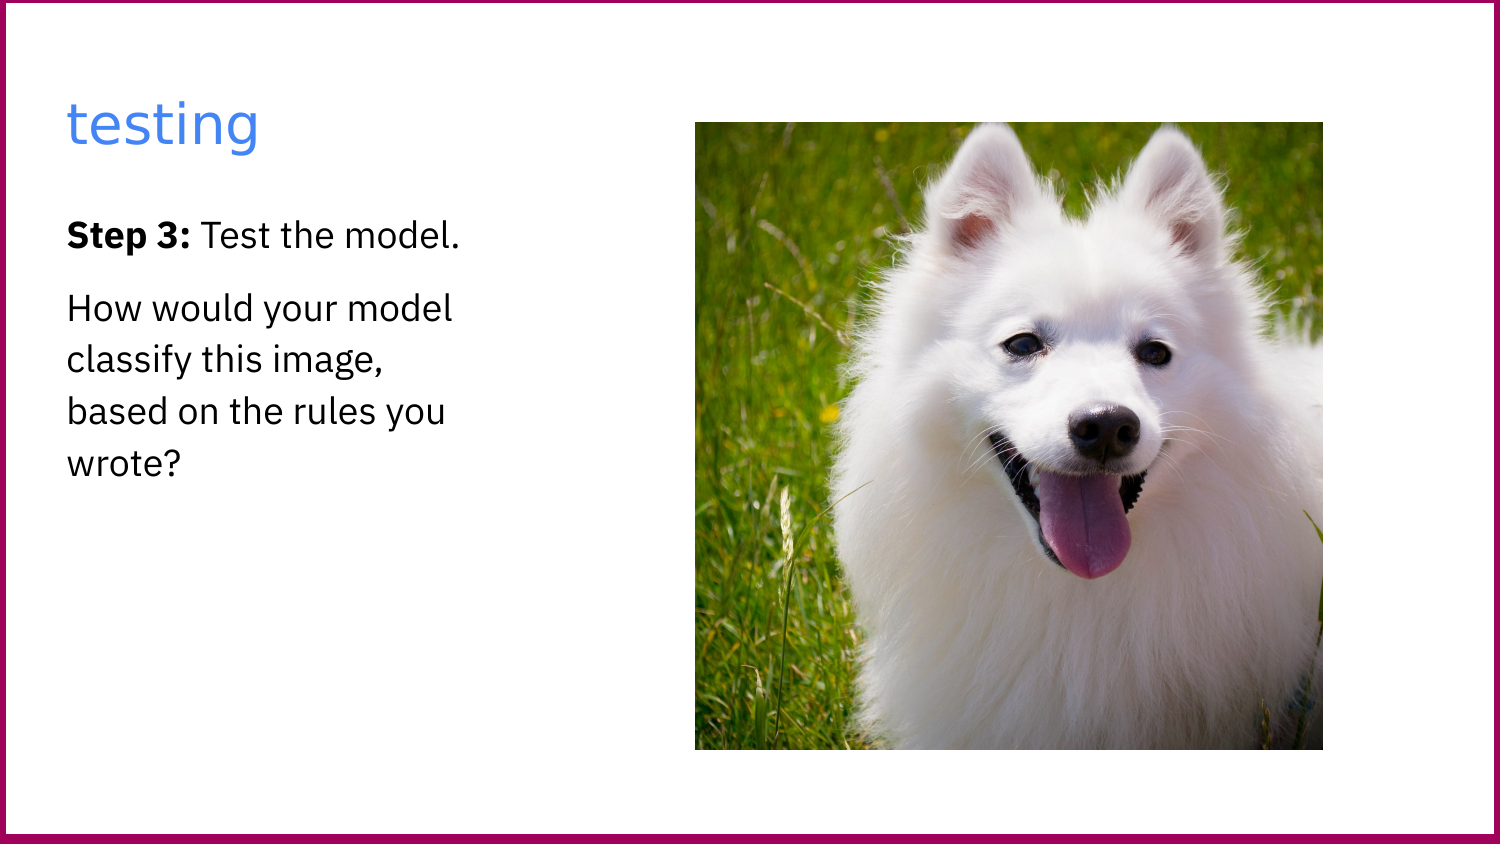 testing
Step 3: Test the model.
How would your model
classify this image,
based on the rules you
wrote?